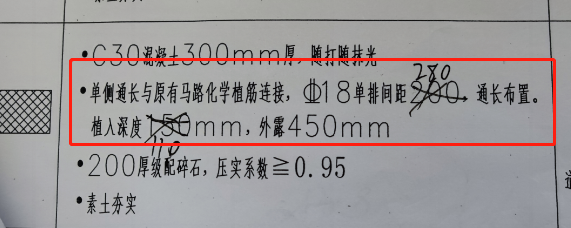 •C30混凝土300mm厚，随打随抹光
280
•单侧通长与原有马路化学植筋连接，Φ18单排间距200，通长布置。
植入深度150mm，外露450mm
110
•200厚级配碎石，压实系数≧0.95
•素土夯实